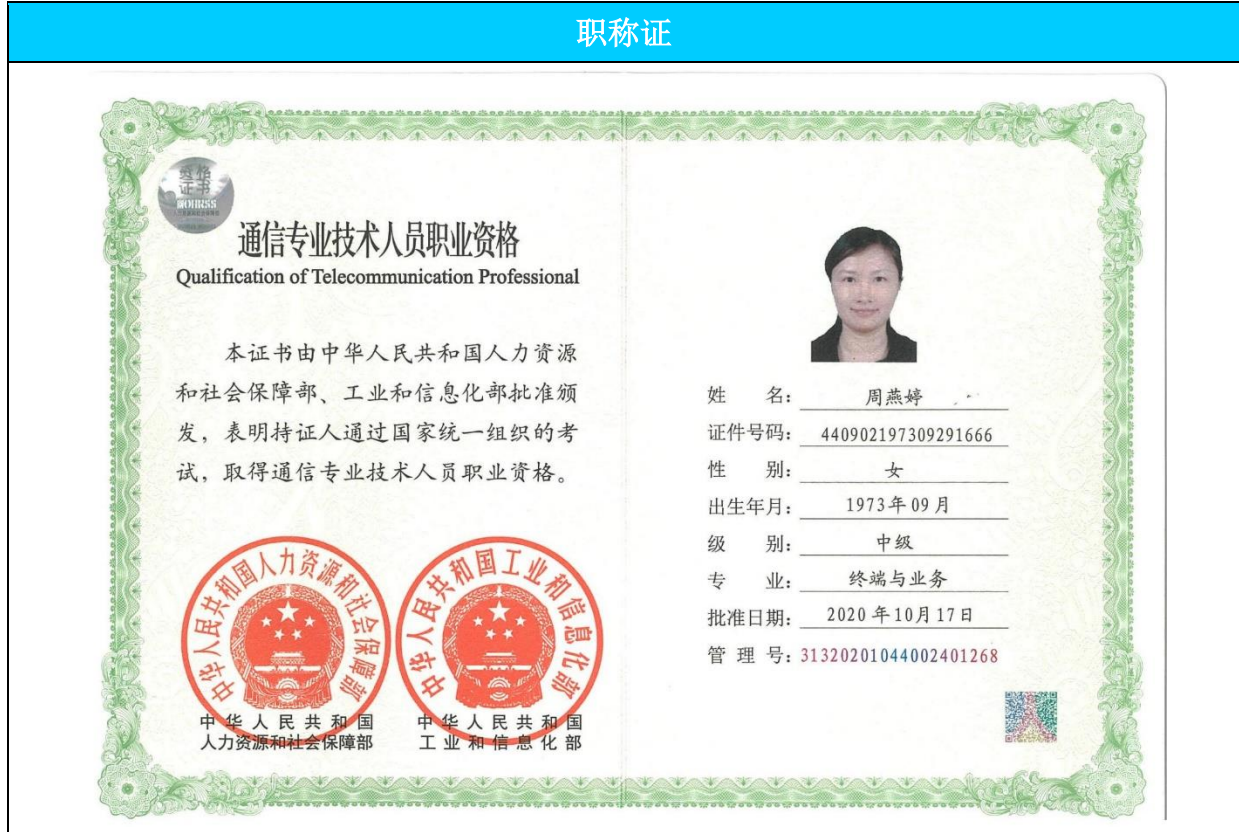 职称证
资格
证书
MOHRSS
通信专业技术人员职业资格
Qualification of Telecommunication Professional
本证书由中华人民共和国人力资源
和社会保障部、工业和信息化部批准颁
发，表明持证人通过国家统一组织的考
试，取得通信专业技术人员职业资格。
中华人民共和国人力资源和社会保障部
中华人民共和国工业和信息化部
中华人民共和国
人力资源和社会保障部
中华人民共和国
工业和信息化部
姓 名：周燕婷
证件号码：440902197309291666
性 别：女
出生年月：1973年09月
级 别：中级
专 业：终端与业务
批准日期：2020年10月17日
管 理 号：31320201044002401268